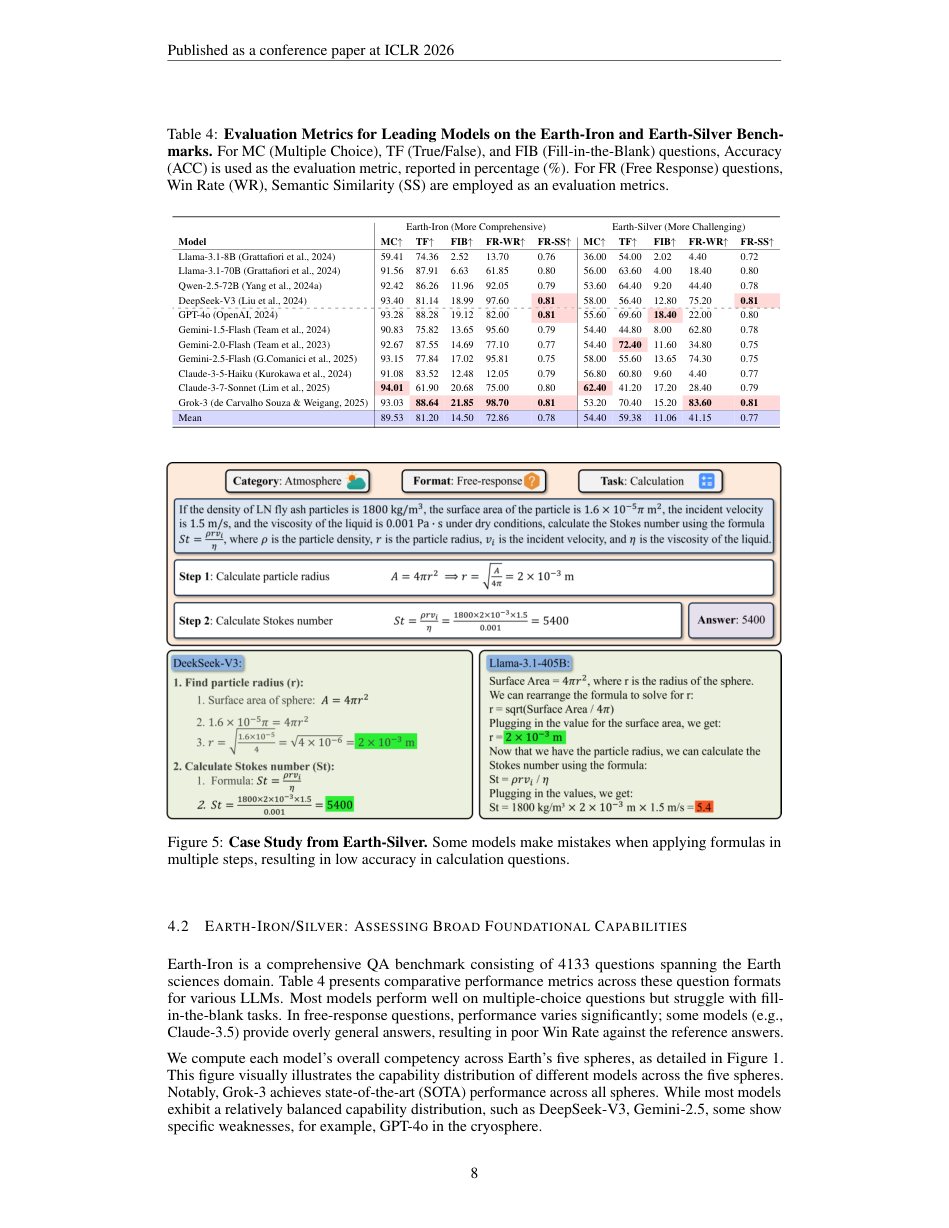 Published as a conference paper at ICLR 2026
Table 4: Evaluation Metrics for Leading Models on the Earth-Iron and Earth-Silver Bench-
marks. For MC (Multiple Choice), TF (True/False), and FIB (Fill-in-the-Blank) questions, Accuracy
(ACC) is used as the evaluation metric, reported in percentage (%). For FR (Free Response) questions,
Win Rate (WR), Semantic Similarity (SS) are employed as an evaluation metrics.
Earth-Iron (More Comprehensive) Earth-Silver (More Challenging)
Model MC↑ TF↑ FIB↑ FR-WR↑ FR-SS↑ MC↑ TF↑ FIB↑ FR-WR↑ FR-SS↑
Llama-3.1-8B (Grattafiori et al., 2024) 59.41 74.36 2.52 13.70 0.76 36.00 54.00 2.02 4.40 0.72
Llama-3.1-70B (Grattafiori et al., 2024) 91.56 87.91 6.63 61.85 0.80 56.00 63.60 4.00 18.40 0.80
Qwen-2.5-72B (Yang et al., 2024a) 92.42 86.26 11.96 92.05 0.79 53.60 64.40 9.20 44.40 0.78
DeepSeek-V3 (Liu et al., 2024) 93.40 81.14 18.99 97.60 0.81 58.00 56.40 12.80 75.20 0.81
GPT-4o (OpenAI, 2024) 93.28 88.28 19.12 82.00 0.81 55.60 69.60 18.40 22.00 0.80
Gemini-1.5-Flash (Team et al., 2024) 90.83 75.82 13.65 95.60 0.79 54.40 44.80 8.00 62.80 0.78
Gemini-2.0-Flash (Team et al., 2023) 92.67 87.55 14.69 77.10 0.77 54.40 72.40 11.60 34.80 0.75
Gemini-2.5-Flash (G.Comanici et al., 2025) 93.15 77.84 17.02 95.81 0.75 58.00 55.60 13.65 74.30 0.75
Claude-3.5-Haiku (Kurokawa et al., 2024) 91.08 83.52 12.48 12.05 0.79 56.80 60.80 9.60 4.40 0.77
Claude-3-7-Sonnet (Lim et al., 2025) 94.01 61.90 20.68 75.00 0.80 62.40 41.20 17.20 28.40 0.79
Grok-3 (de Carvalho Souza & Weigang, 2025) 93.03 88.64 21.85 98.70 0.81 53.20 70.40 15.20 83.60 0.81
Mean 89.53 81.20 14.50 72.86 0.78 54.40 59.38 11.06 41.15 0.77
Category: Atmosphere Format: Free-response Task: Calculation
If the density of LN fly ash particles is 1800 kg/m³, the surface area of the particle is 1.6 × 10⁻⁵π m², the incident velocity
is 1.5 m/s, and the viscosity of the liquid is 0.001 Pa · s under dry conditions, calculate the Stokes number using the formula
St = ρrvᵢ/η, where ρ is the particle density, r is the particle radius, vᵢ is the incident velocity, and η is the viscosity of the liquid.
Step 1: Calculate particle radius A = 4πr² ⟹ r = √(A/4π) = 2 × 10⁻³ m
Step 2: Calculate Stokes number St = ρrvᵢ/η = 1800×2×10⁻³×1.5/0.001 = 5400 Answer: 5400
DeekSeek-V3:
1. Find particle radius (r):
1. Surface area of sphere: A = 4πr²
2. 1.6 × 10⁻⁵π = 4πr²
3. r = √(1.6×10⁻⁵/4) = √4 × 10⁻⁶ = 2 × 10⁻³ m
2. Calculate Stokes number (St):
1. Formula: St = ρrvᵢ/η
2. St = 1800×2×10⁻³×1.5/0.001 = 5400
Llama-3.1-405B:
Surface Area = 4πr², where r is the radius of the sphere.
We can rearrange the formula to solve for r:
r = sqrt(Surface Area / 4π)
Plugging in the value for the surface area, we get:
r = 2 × 10⁻³ m
Now that we have the particle radius, we can calculate the
Stokes number using the formula:
St = ρrvᵢ / η
Plugging in the values, we get:
St = 1800 kg/m³ × 2 × 10⁻³ m × 1.5 m/s = 5.4
Figure 5: Case Study from Earth-Silver. Some models make mistakes when applying formulas in
multiple steps, resulting in low accuracy in calculation questions.
4.2 EARTH-IRON/SILVER: ASSESSING BROAD FOUNDATIONAL CAPABILITIES
Earth-Iron is a comprehensive QA benchmark consisting of 4133 questions spanning the Earth
sciences domain. Table 4 presents comparative performance metrics across these question formats
for various LLMs. Most models perform well on multiple-choice questions but struggle with fill-
in-the-blank tasks. In free-response questions, performance varies significantly; some models (e.g.,
Claude-3.5) provide overly general answers, resulting in poor Win Rate against the reference answers.
We compute each model's overall competency across Earth's five spheres, as detailed in Figure 1.
This figure visually illustrates the capability distribution of different models across the five spheres.
Notably, Grok-3 achieves state-of-the-art (SOTA) performance across all spheres. While most models
exhibit a relatively balanced capability distribution, such as DeepSeek-V3, Gemini-2.5, some show
specific weaknesses, for example, GPT-4o in the cryosphere.
8